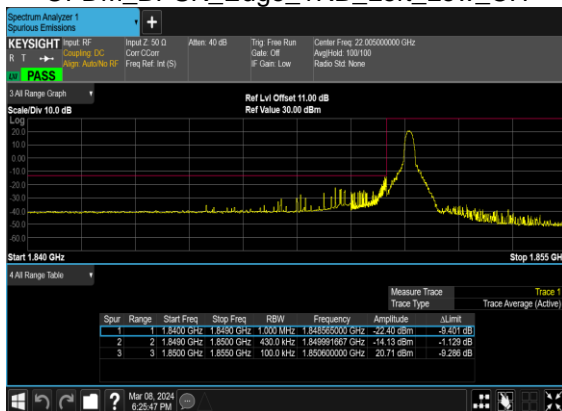 Spectrum Analyzer 1
Spurious Emissions
+
KEYSIGHT Input: RF Input Z: 50 Ω Atten: 40 dB Trig: Free Run Center Freq: 22.005000000 GHz
R T Coupling: DC Corr CCorr Gate: Off Avg|Hold: 100/100
Align: Auto/No RF Freq Ref: Int (S) IF Gain: Low Radio Std: None
PASS
3 All Range Graph
Ref Lvl Offset 11.00 dB
Scale/Div 10.0 dB Ref Value 30.00 dBm
Log
20.0
10.0
0.00
-10.0
-20.0
-30.0
-40.0
-50.0
-60.0
Start 1.840 GHz Stop 1.855 GH
4 All Range Table
Measure Trace Trace 1
Trace Type Trace Average (Active)
Spur Range Start Freq Stop Freq RBW Frequency Amplitude ΔLimit
1 1 1.8400 GHz 1.8490 GHz 1.000 MHz 1.848565000 GHz -22.40 dBm -9.401 dB
2 2 1.8490 GHz 1.8500 GHz 430.0 kHz 1.849991667 GHz -14.13 dBm -1.129 dB
3 3 1.8500 GHz 1.8550 GHz 100.0 kHz 1.850600000 GHz 20.71 dBm -9.286 dB
? Mar 08, 2024
6:25:47 PM